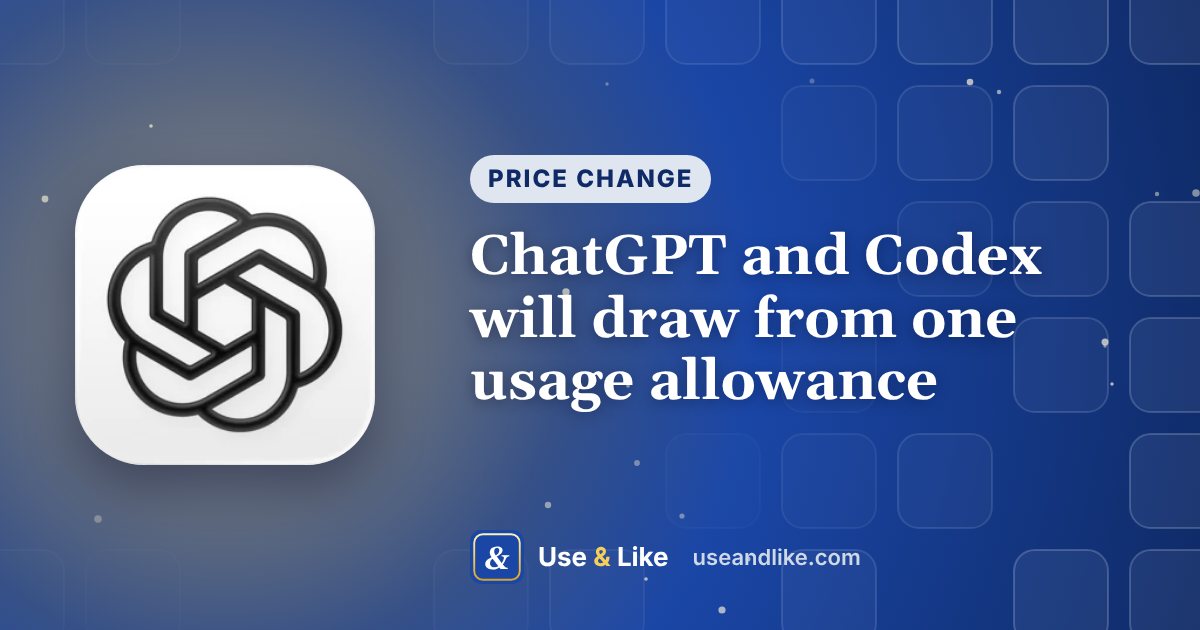 PRICE CHANGE
ChatGPT and Codex
will draw from one
usage allowance
& Use & Like useandlike.com